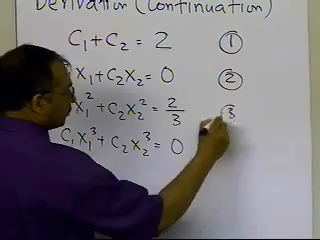 Derivation (Continuation)
C₁ + C₂ = 2 ①
X₁ + C₂X₂ = 0 ②
X₁² + C₂X₂² = 2/3 ③
C₁X₁³ + C₂X₂³ = 0